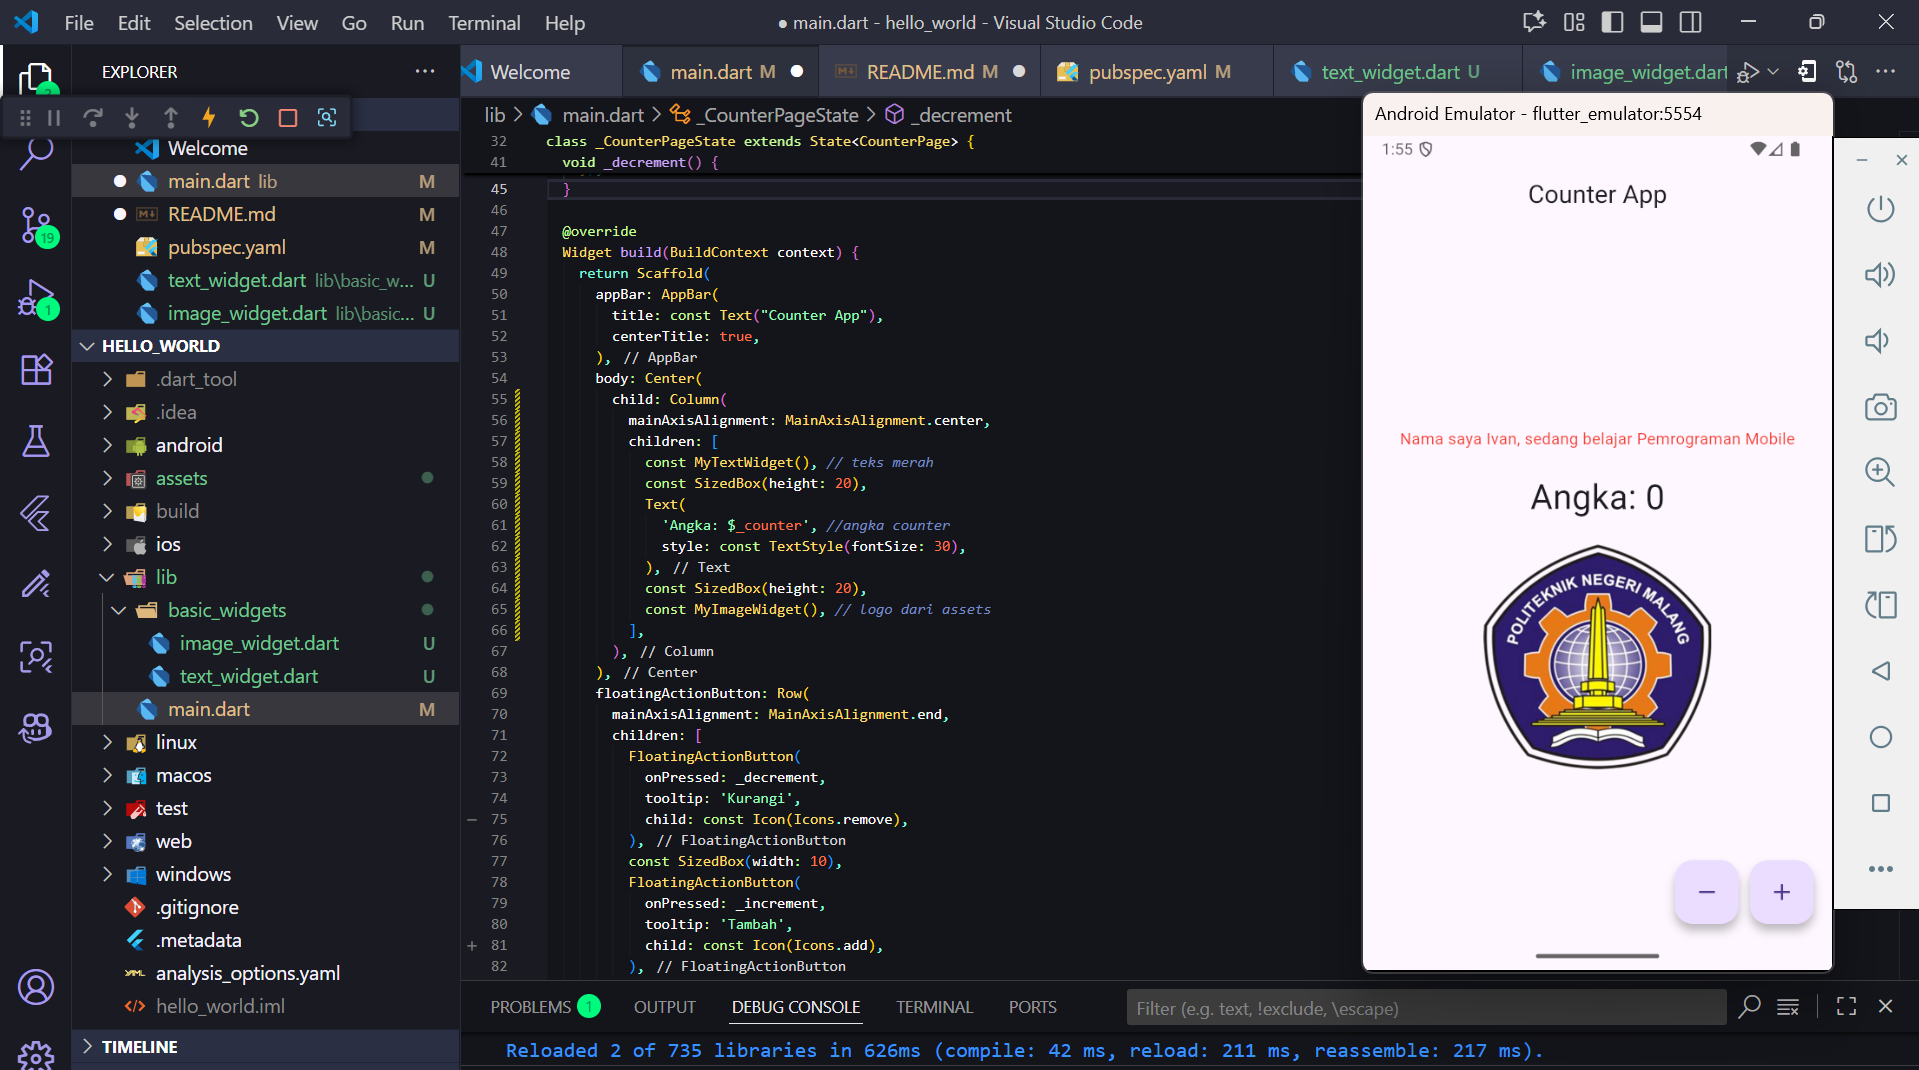 File Edit Selection View Go Run Terminal Help
● main.dart - hello_world - Visual Studio Code
EXPLORER
Welcome
main.dart lib M
README.md M
pubspec.yaml M
text_widget.dart lib\basic_w... U
image_widget.dart lib\basic... U
HELLO_WORLD
.dart_tool
.idea
android
assets
build
ios
lib
basic_widgets
image_widget.dart U
text_widget.dart U
main.dart M
linux
macos
test
web
windows
.gitignore
.metadata
analysis_options.yaml
hello_world.iml
TIMELINE
19
1
Welcome
main.dart M
README.md M
pubspec.yaml M
text_widget.dart U
image_widget.dart
lib > main.dart > _CounterPageState > _decrement
32 class _CounterPageState extends State<CounterPage> {
41 void _decrement() {
45 }
46
47 @override
48 Widget build(BuildContext context) {
49 return Scaffold(
50 appBar: AppBar(
51 title: const Text("Counter App"),
52 centerTitle: true,
53 ), // AppBar
54 body: Center(
55 child: Column(
56 mainAxisAlignment: MainAxisAlignment.center,
57 children: [
58 const MyTextWidget(), // teks merah
59 const SizedBox(height: 20),
60 Text(
61 'Angka: $_counter', //angka counter
62 style: const TextStyle(fontSize: 30),
63 ), // Text
64 const SizedBox(height: 20),
65 const MyImageWidget(), // logo dari assets
66 ],
67 ), // Column
68 ), // Center
69 floatingActionButton: Row(
70 mainAxisAlignment: MainAxisAlignment.end,
71 children: [
72 FloatingActionButton(
73 onPressed: _decrement,
74 tooltip: 'Kurangi',
75 child: const Icon(Icons.remove),
76 ), // FloatingActionButton
77 const SizedBox(width: 10),
78 FloatingActionButton(
79 onPressed: _increment,
80 tooltip: 'Tambah',
81 child: const Icon(Icons.add),
82 ), // FloatingActionButton
Android Emulator - flutter_emulator:5554
1:55
Counter App
Nama saya Ivan, sedang belajar Pemrograman Mobile
Angka: 0
POLITEKNIK NEGERI MALANG
− +
PROBLEMS 1 OUTPUT DEBUG CONSOLE TERMINAL PORTS
Filter (e.g. text, !exclude, \escape)
Reloaded 2 of 735 libraries in 626ms (compile: 42 ms, reload: 211 ms, reassemble: 217 ms).